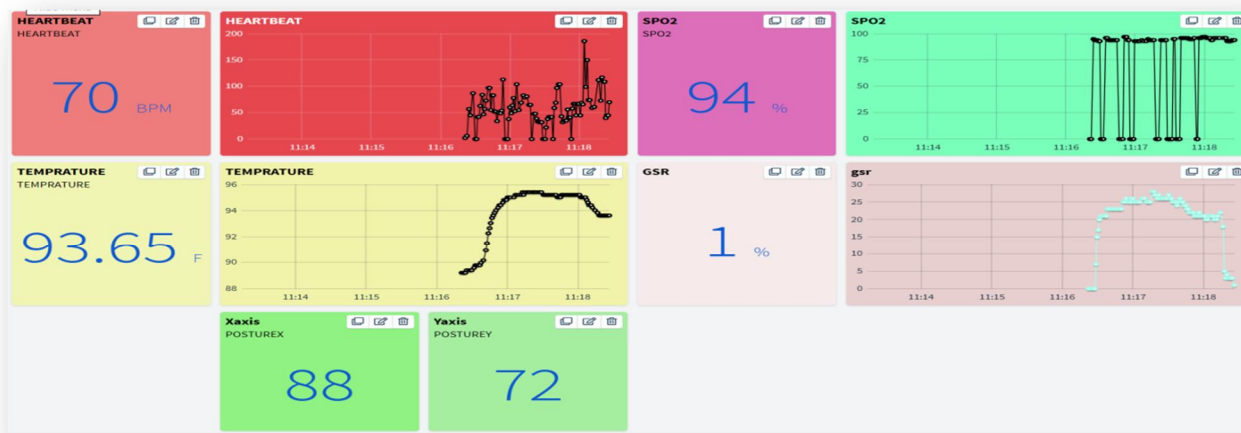 HEARTBEAT
HEARTBEAT
70 BPM
HEARTBEAT
200
150
100
50
0
11:14 11:15 11:16 11:17 11:18
SPO2
SPO2
94 %
SPO2
100
75
50
25
0
11:14 11:15 11:16 11:17 11:18
TEMPRATURE
TEMPRATURE
93.65 F
TEMPRATURE
96
94
92
90
88
11:14 11:15 11:16 11:17 11:18
GSR
1 %
gsr
30
25
20
15
10
5
0
11:14 11:15 11:16 11:17 11:18
Xaxis
POSTUREX
88
Yaxis
POSTUREY
72